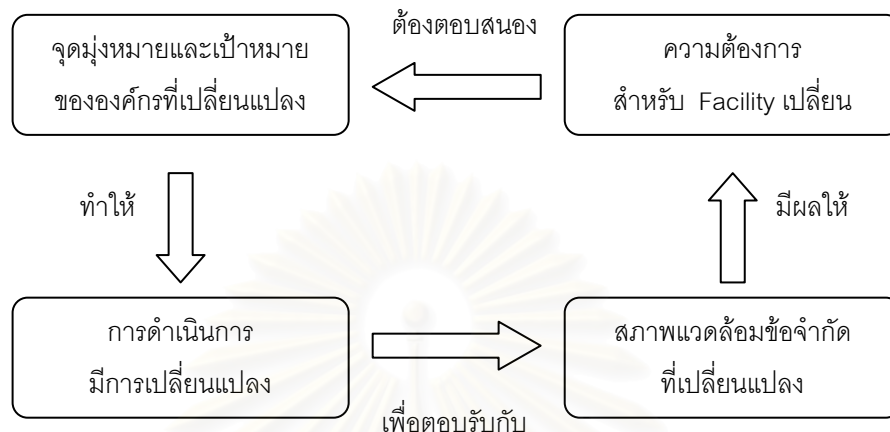 ต้องตอบสนอง
จุดมุ่งหมายและเป้าหมาย
ขององค์กรที่เปลี่ยนแปลง
ความต้องการ
สำหรับ Facility เปลี่ยน
ทำให้
มีผลให้
การดำเนินการ
มีการเปลี่ยนแปลง
สภาพแวดล้อมข้อจำกัด
ที่เปลี่ยนแปลง
เพื่อตอบรับกับ